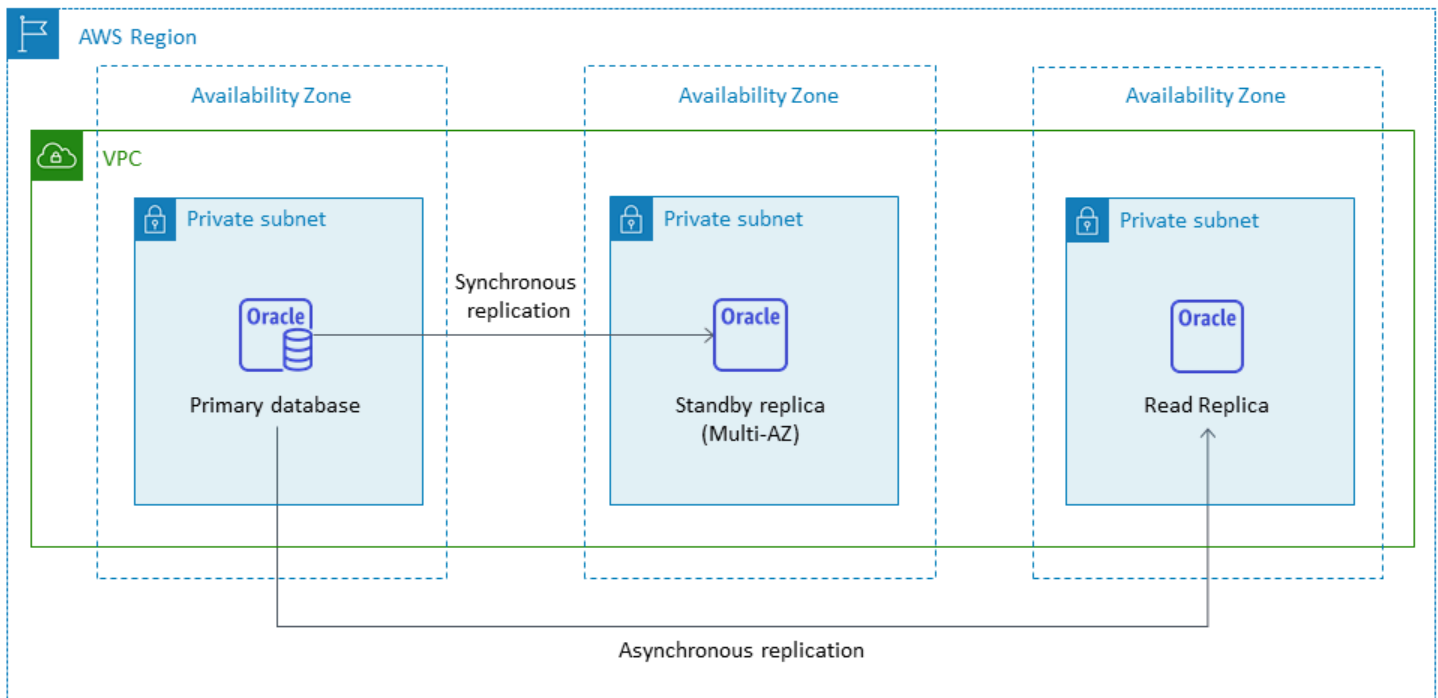 AWS Region
Availability Zone
Availability Zone
Availability Zone
VPC
Private subnet
Private subnet
Private subnet
Synchronous
replication
Oracle
Oracle
Oracle
Primary database
Standby replica
(Multi-AZ)
Read Replica
Asynchronous replication